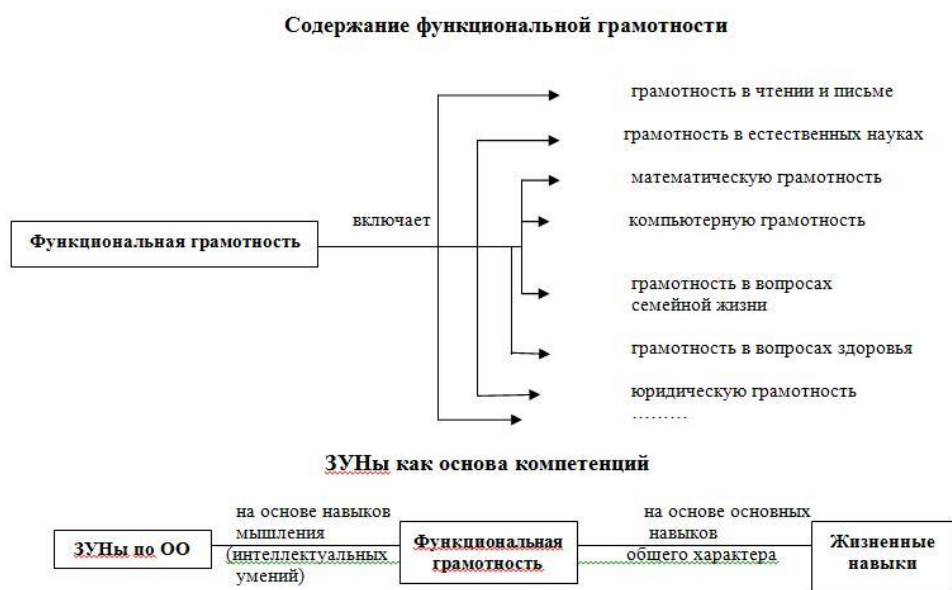 Содержание функциональной грамотности
грамотность в чтении и письме
грамотность в естественных науках
математическую грамотность
включает
компьютерную грамотность
Функциональная грамотность
грамотность в вопросах
семейной жизни
грамотность в вопросах здоровья
юридическую грамотность
………
ЗУНы как основа компетенций
ЗУНы по ОО
на основе навыков
мышления
(интеллектуальных
умений)
Функциональная
грамотность
на основе основных
навыков
общего характера
Жизненные
навыки